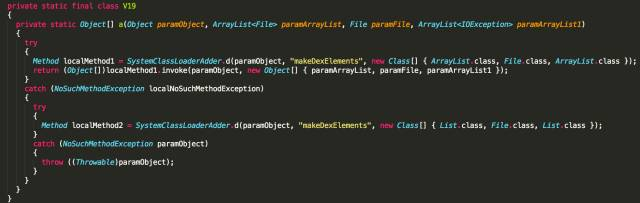 private static final class V19
{
private static Object[] a(Object paramObject, ArrayList<File> paramArrayList, File paramFile, ArrayList<IOException> paramArrayList1)
{
try
{
Method localMethod1 = SystemClassLoaderAdder.d(paramObject, "makeDexElements", new Class[] { ArrayList.class, File.class, ArrayList.class });
return (Object[])localMethod1.invoke(paramObject, new Object[] { paramArrayList, paramFile, paramArrayList1 });
}
catch (NoSuchMethodException localNoSuchMethodException)
{
try
{
Method localMethod2 = SystemClassLoaderAdder.d(paramObject, "makeDexElements", new Class[] { List.class, File.class, List.class });
}
catch (NoSuchMethodException paramObject)
{
throw ((Throwable)paramObject);
}
}
}
}